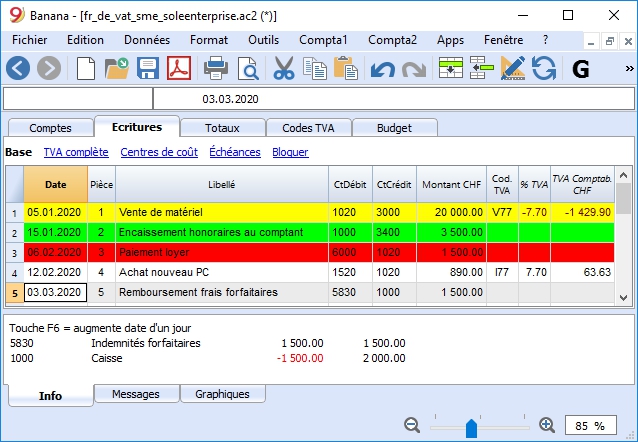 Banana - [fr_de_vat_sme_soleenterprise.ac2 (*)]
Fichier Edition Données Format Outils Compta1 Compta2 Apps Fenêtre ?
G »
03.03.2020
Comptes Ecritures Totaux Codes TVA Budget
Base TVA complète Centres de coût Échéances Bloquer
Date Pièce Libellé CtDébit CtCrédit Montant CHF Cod. TVA % TVA TVA Comptab. CHF
1 05.01.2020 1 Vente de matériel 1020 3000 20 000.00 V77 -7.70 -1 429.90
2 15.01.2020 2 Encaissement honoraires au comptant 1000 3400 3 500.00
3 06.02.2020 3 Paiement loyer 6000 1020 1 500.00
4 12.02.2020 4 Achat nouveau PC 1520 1020 890.00 I77 7.70 63.63
5 03.03.2020 5 Remboursement frais forfaitaires 5830 1000 1 500.00
Touche F6 = augmente date d'un jour
5830 Indemnités forfaitaires 1 500.00 1 500.00
1000 Caisse -1 500.00 2 000.00
Info Messages Graphiques
85 %